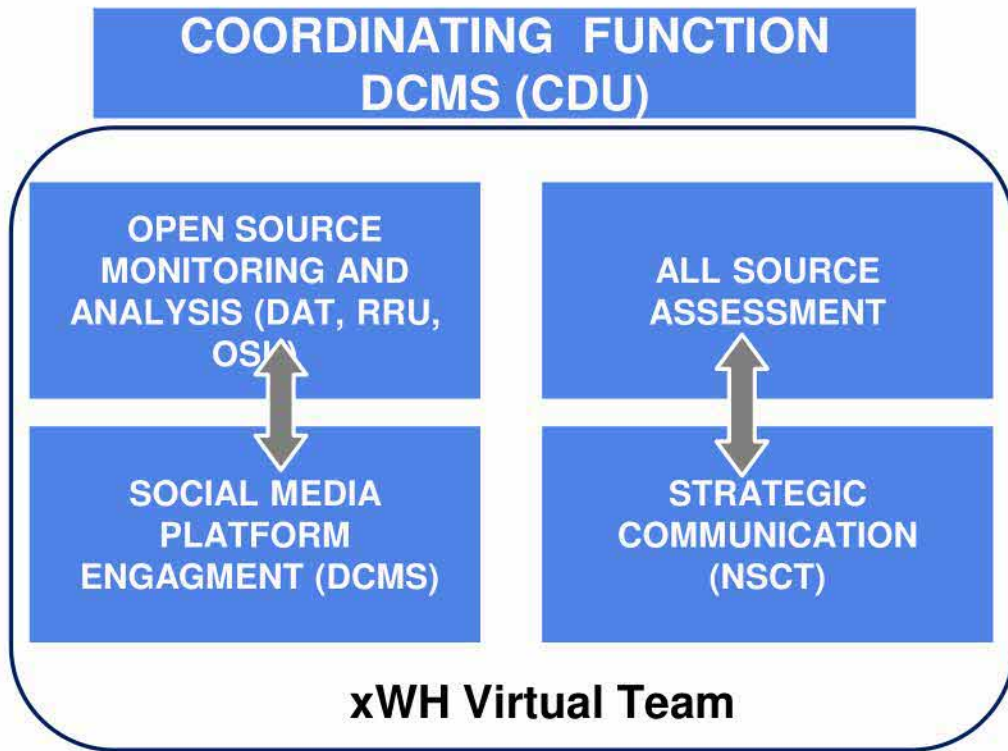 COORDINATING FUNCTION
DCMS (CDU)
OPEN SOURCE
MONITORING AND
ANALYSIS (DAT, RRU,
ALL SOURCE
ASSESSMENT
SOCIAL MEDIA
PLATFORM
ENGAGMENT (DCMS)
STRATEGIC
COMMUNICATION
(NSCT)
xWH Virtual Team